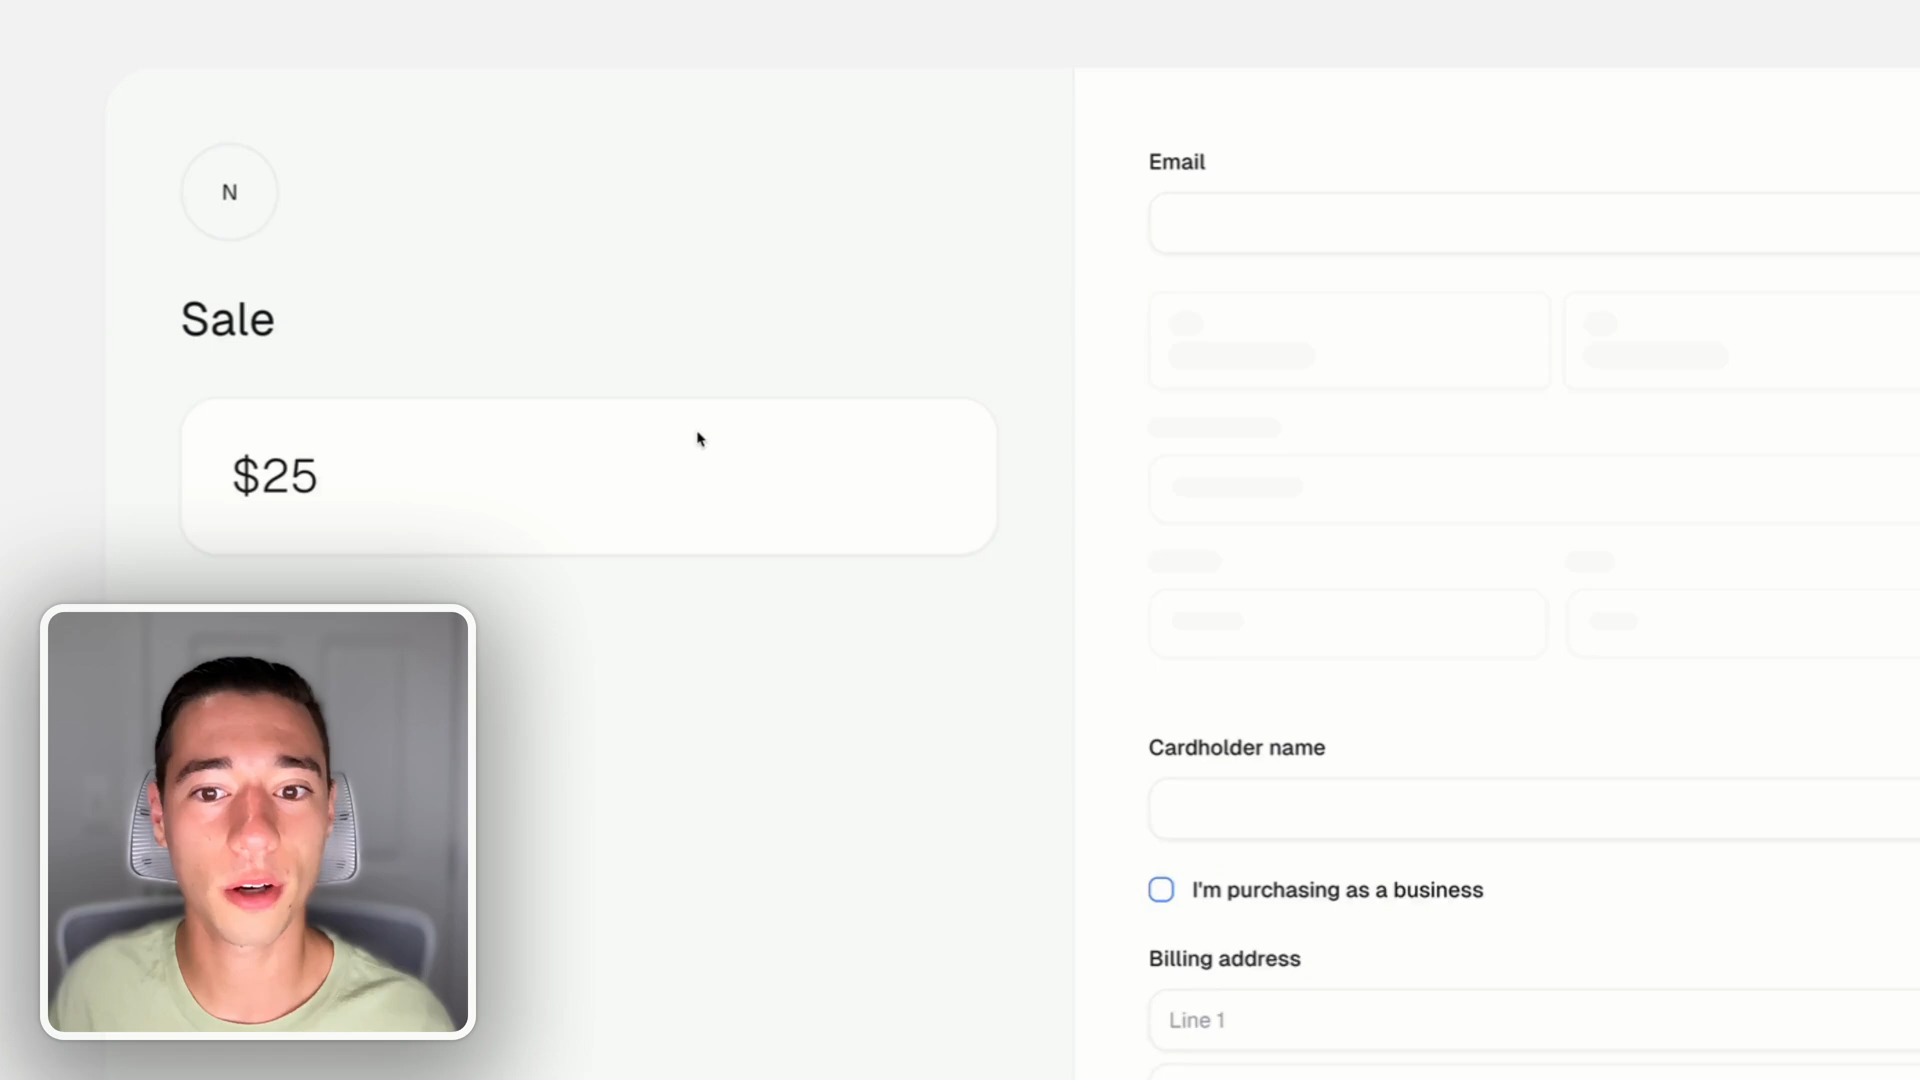 N
Sale
$25
Email
Cardholder name
I'm purchasing as a business
Billing address
Line 1